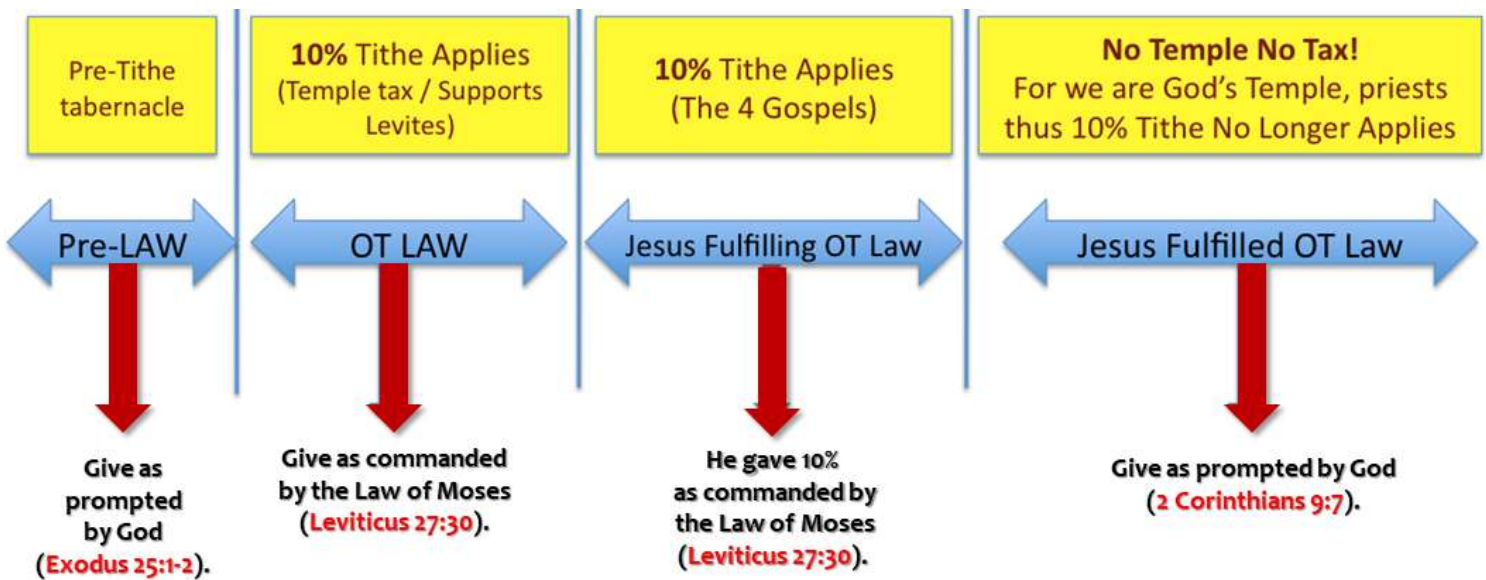 Pre-Tithe
tabernacle
10% Tithe Applies
(Temple tax / Supports
Levites)
10% Tithe Applies
(The 4 Gospels)
No Temple No Tax!
For we are God’s Temple, priests
thus 10% Tithe No Longer Applies
Pre-LAW
OT LAW
Jesus Fulfilling OT Law
Jesus Fulfilled OT Law
Give as
prompted
by God
(Exodus 25:1-2).
Give as commanded
by the Law of Moses
(Leviticus 27:30).
He gave 10%
as commanded by
the Law of Moses
(Leviticus 27:30).
Give as prompted by God
(2 Corinthians 9:7).